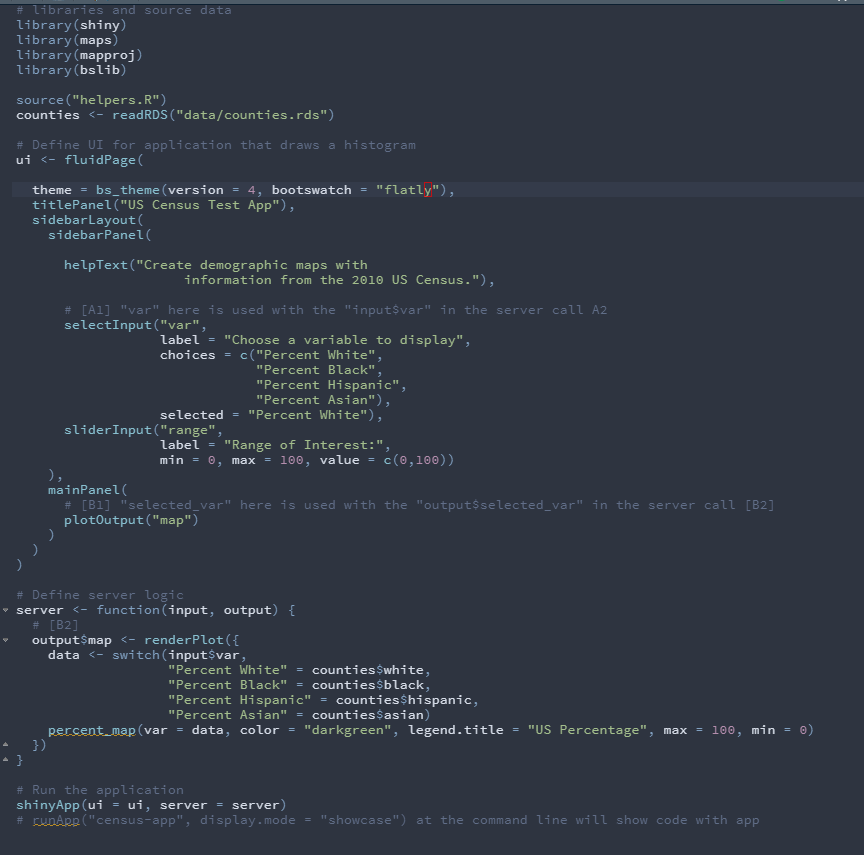 # libraries and source data
library(shiny)
library(maps)
library(mapproj)
library(bslib)

source("helpers.R")
counties <- readRDS("data/counties.rds")

# Define UI for application that draws a histogram
ui <- fluidPage(

  theme = bs_theme(version = 4, bootswatch = "flatly"),
  titlePanel("US Census Test App"),
  sidebarLayout(
    sidebarPanel(

      helpText("Create demographic maps with
                     information from the 2010 US Census."),

      # [A1] "var" here is used with the "input$var" in the server call A2
      selectInput("var",
                  label = "Choose a variable to display",
                  choices = c("Percent White",
                              "Percent Black",
                              "Percent Hispanic",
                              "Percent Asian"),
                  selected = "Percent White"),
      sliderInput("range",
                  label = "Range of Interest:",
                  min = 0, max = 100, value = c(0,100))
    ),
    mainPanel(
      # [B1] "selected_var" here is used with the "output$selected_var" in the server call [B2]
      plotOutput("map")
    )
  )
)

# Define server logic
server <- function(input, output) {
  # [B2]
  output$map <- renderPlot({
    data <- switch(input$var,
                   "Percent White" = counties$white,
                   "Percent Black" = counties$black,
                   "Percent Hispanic" = counties$hispanic,
                   "Percent Asian" = counties$asian)
    percent_map(var = data, color = "darkgreen", legend.title = "US Percentage", max = 100, min = 0)
  })
}

# Run the application
shinyApp(ui = ui, server = server)
# runApp("census-app", display.mode = "showcase") at the command line will show code with app